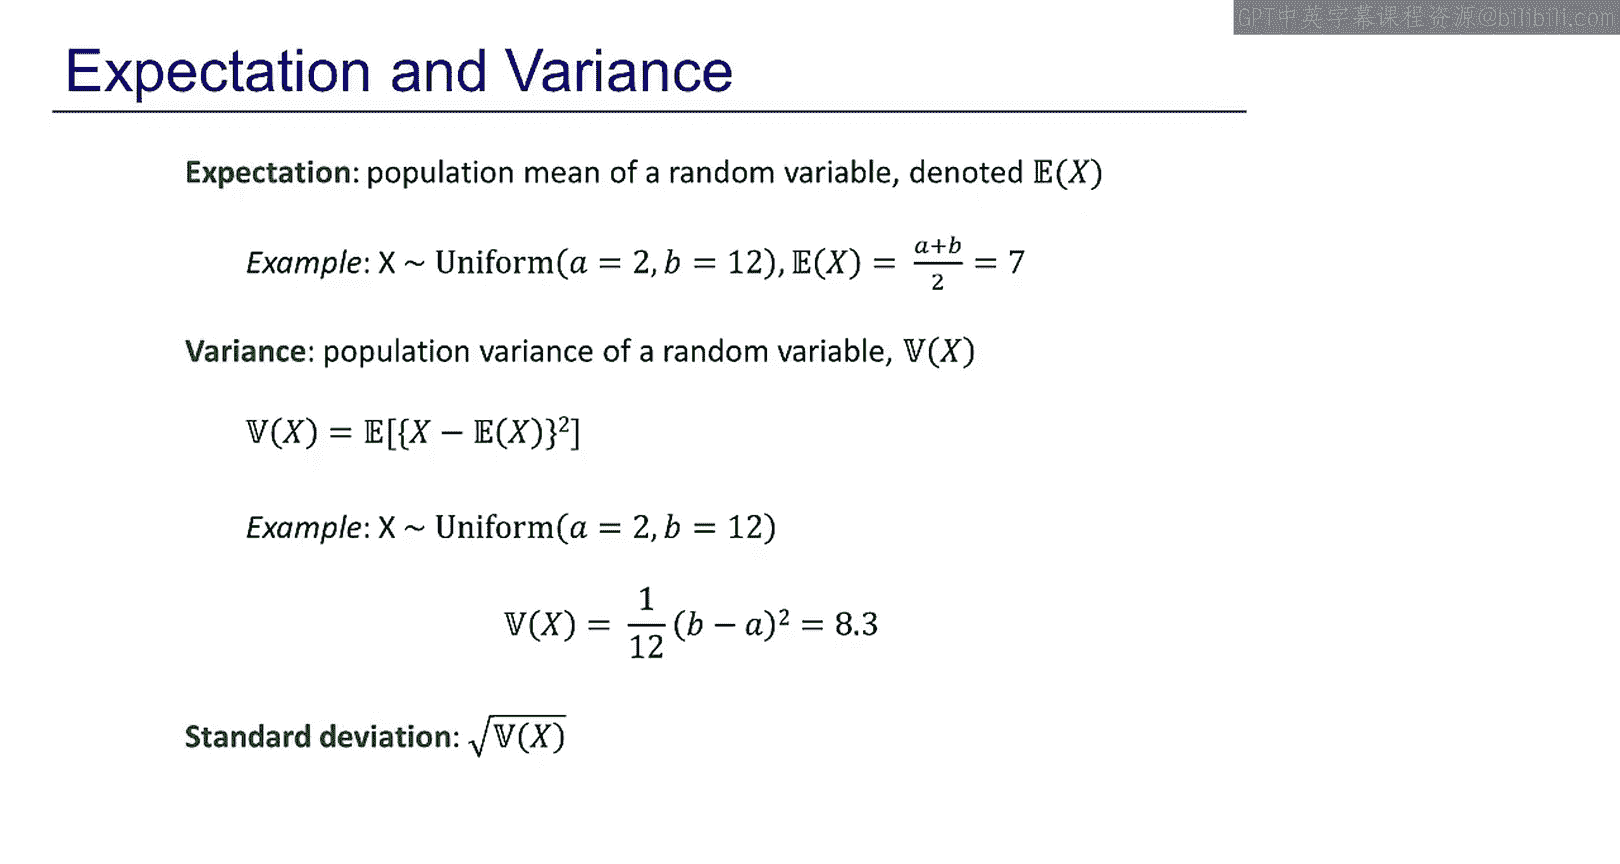 GPT中英字幕课程资源@bilibili.com
Expectation and Variance
Expectation: population mean of a random variable, denoted 𝔼(X)
Example: X ~ Uniform(a = 2, b = 12), 𝔼(X) = \frac{a+b}{2} = 7
Variance: population variance of a random variable, 𝕍(X)
𝕍(X) = 𝔼[{X − 𝔼(X)}²]
Example: X ~ Uniform(a = 2, b = 12)
𝕍(X) = \frac{1}{12}(b − a)² = 8.3
Standard deviation: √𝕍(X)